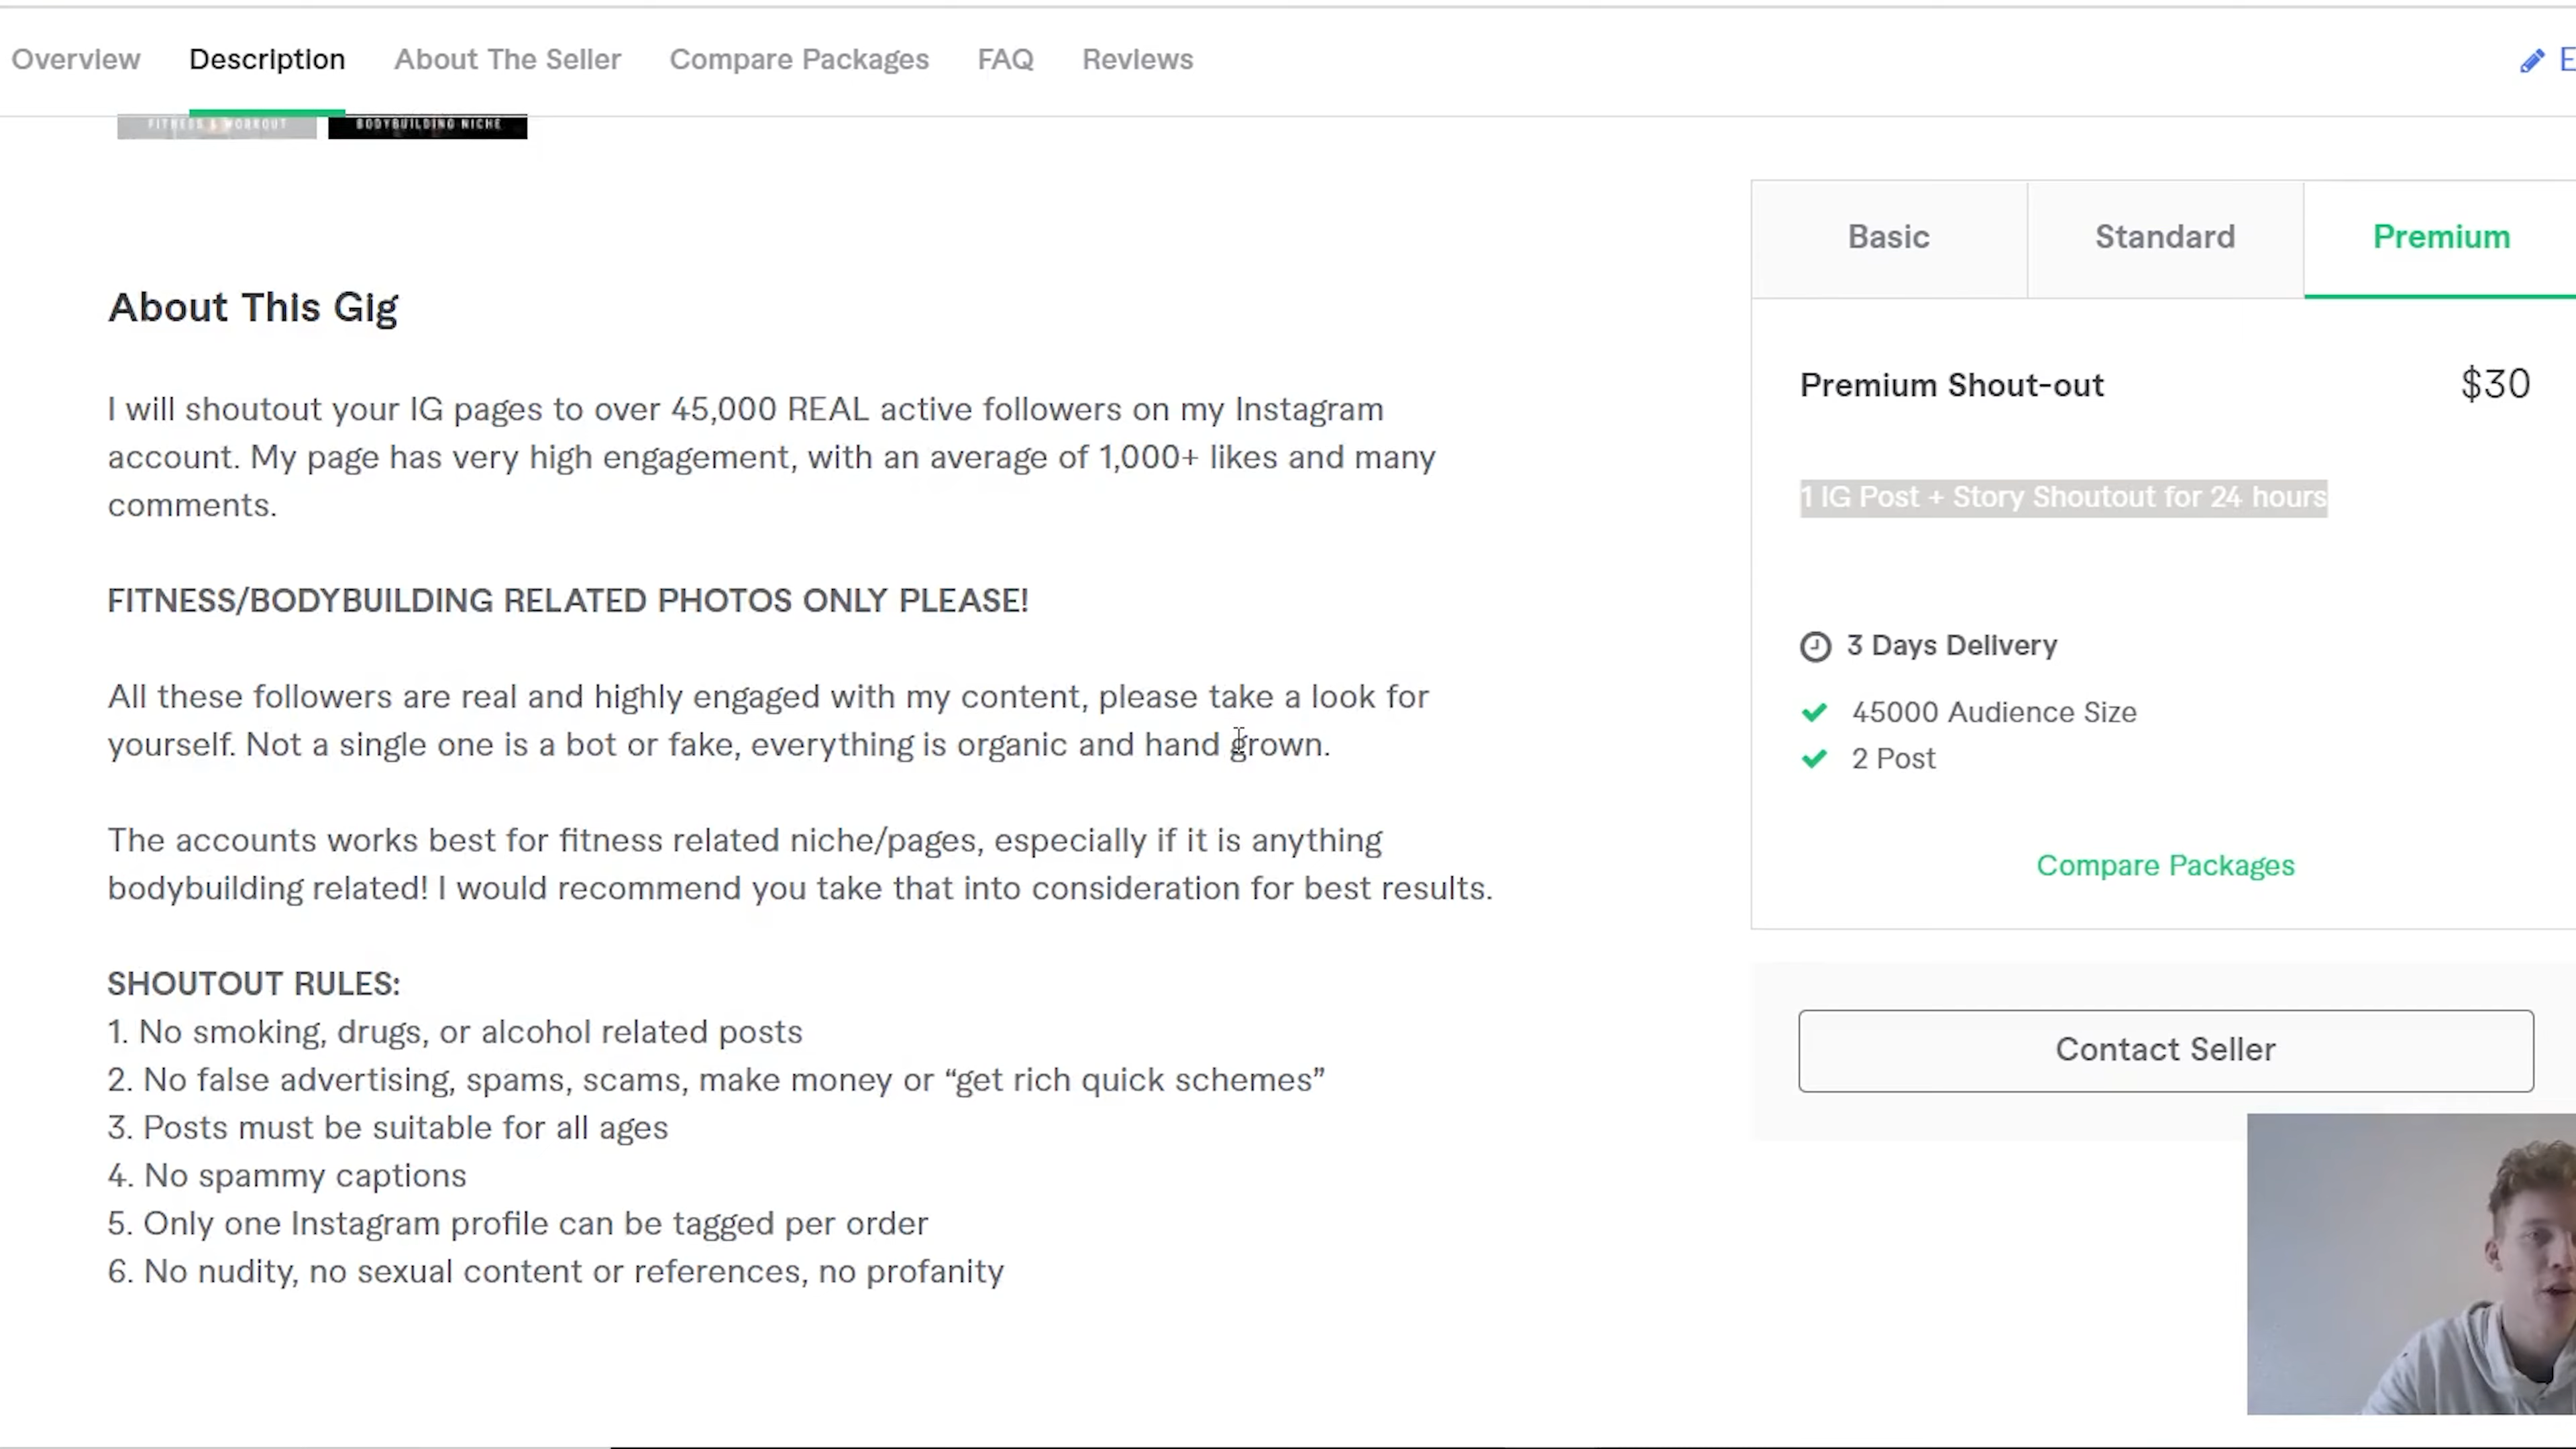 Overview Description About The Seller Compare Packages FAQ Reviews E
FITNESS & WORKOUT BODYBUILDING NICHE
About This Gig
I will shoutout your IG pages to over 45,000 REAL active followers on my Instagram
account. My page has very high engagement, with an average of 1,000+ likes and many
comments.
FITNESS/BODYBUILDING RELATED PHOTOS ONLY PLEASE!
All these followers are real and highly engaged with my content, please take a look for
yourself. Not a single one is a bot or fake, everything is organic and hand grown.
The accounts works best for fitness related niche/pages, especially if it is anything
bodybuilding related! I would recommend you take that into consideration for best results.
SHOUTOUT RULES:
1. No smoking, drugs, or alcohol related posts
2. No false advertising, spams, scams, make money or “get rich quick schemes”
3. Posts must be suitable for all ages
4. No spammy captions
5. Only one Instagram profile can be tagged per order
6. No nudity, no sexual content or references, no profanity
Basic Standard Premium
Premium Shout-out $30
1 IG Post + Story Shoutout for 24 hours
3 Days Delivery
45000 Audience Size
2 Post
Compare Packages
Contact Seller